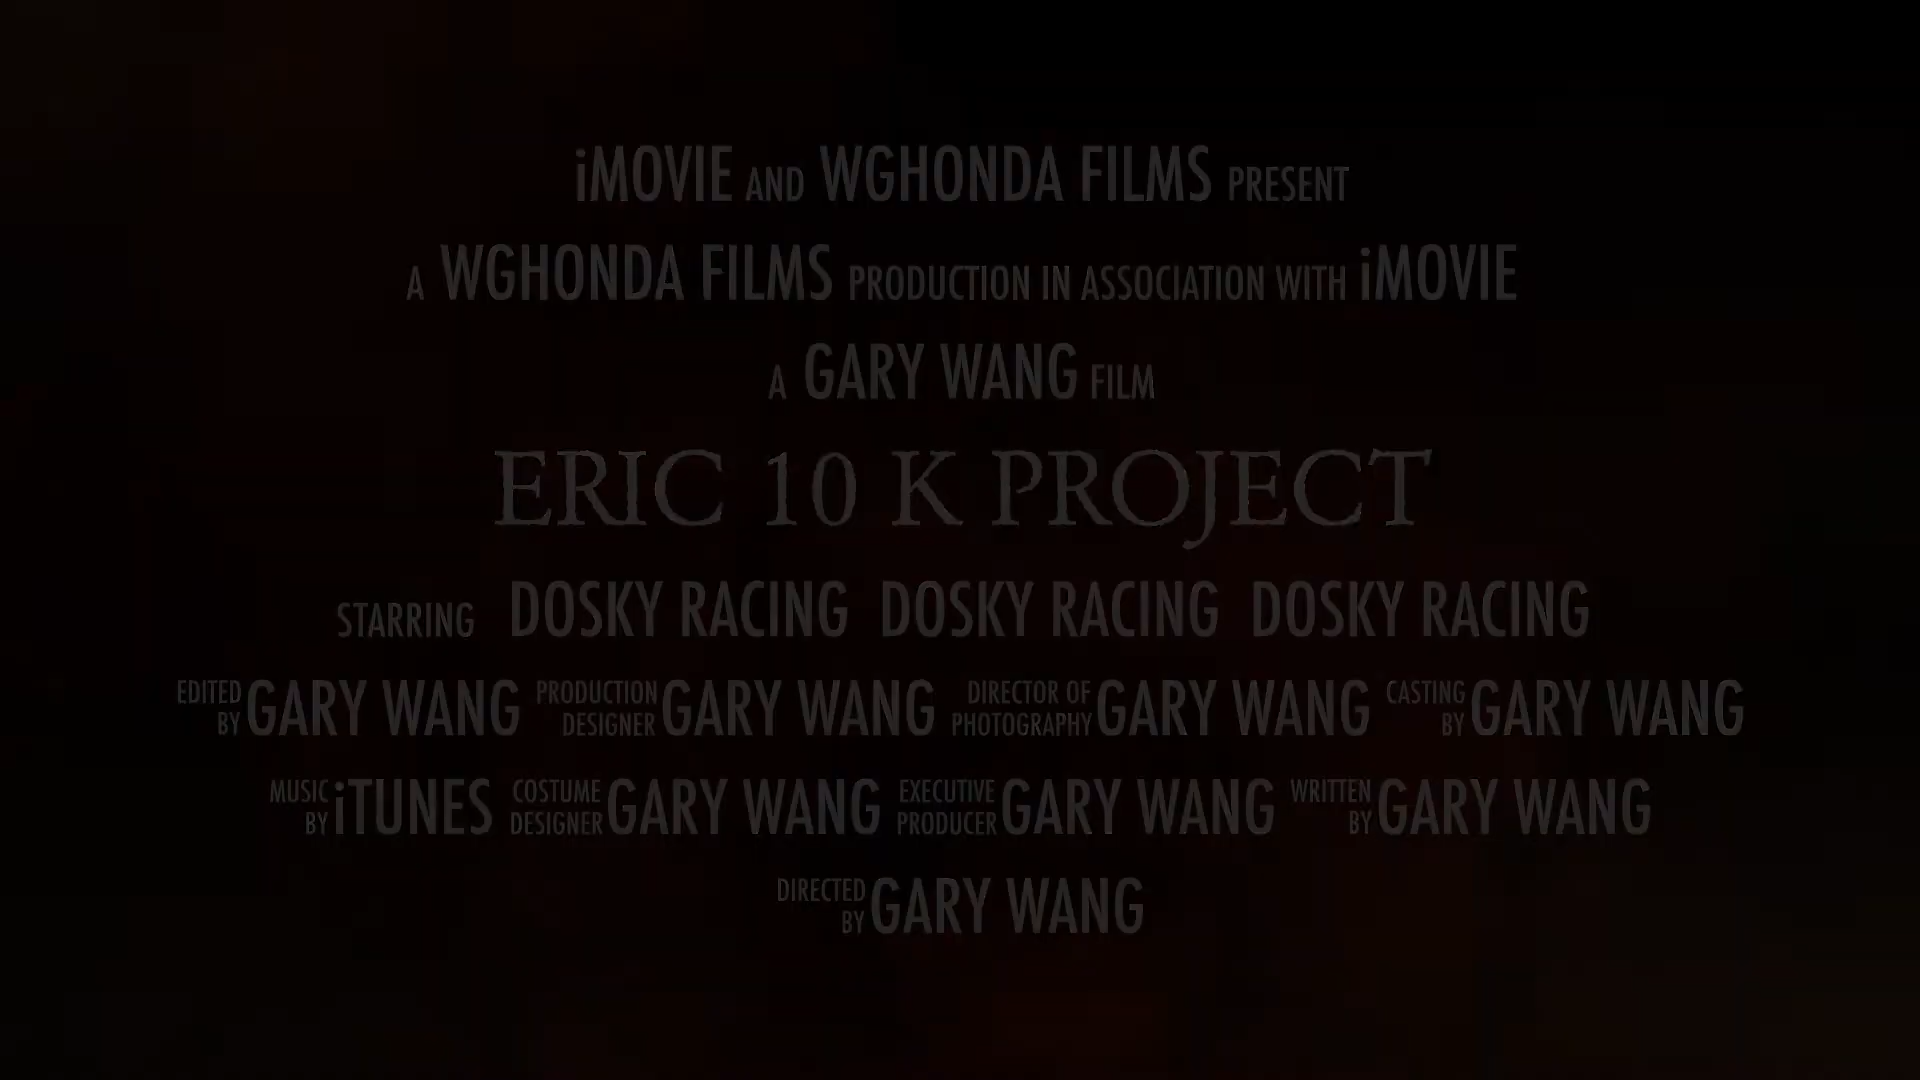 iMOVIE AND WGHONDA FILMS PRESENT
A WGHONDA FILMS PRODUCTION IN ASSOCIATION WITH iMOVIE
A GARY WANG FILM
ERIC 10 K PROJECT
STARRING DOSKY RACING DOSKY RACING DOSKY RACING
EDITED BY GARY WANG PRODUCTION DESIGNER GARY WANG DIRECTOR OF PHOTOGRAPHY GARY WANG CASTING BY GARY WANG
MUSIC BY iTUNES COSTUME DESIGNER GARY WANG EXECUTIVE PRODUCER GARY WANG WRITTEN BY GARY WANG
DIRECTED BY GARY WANG